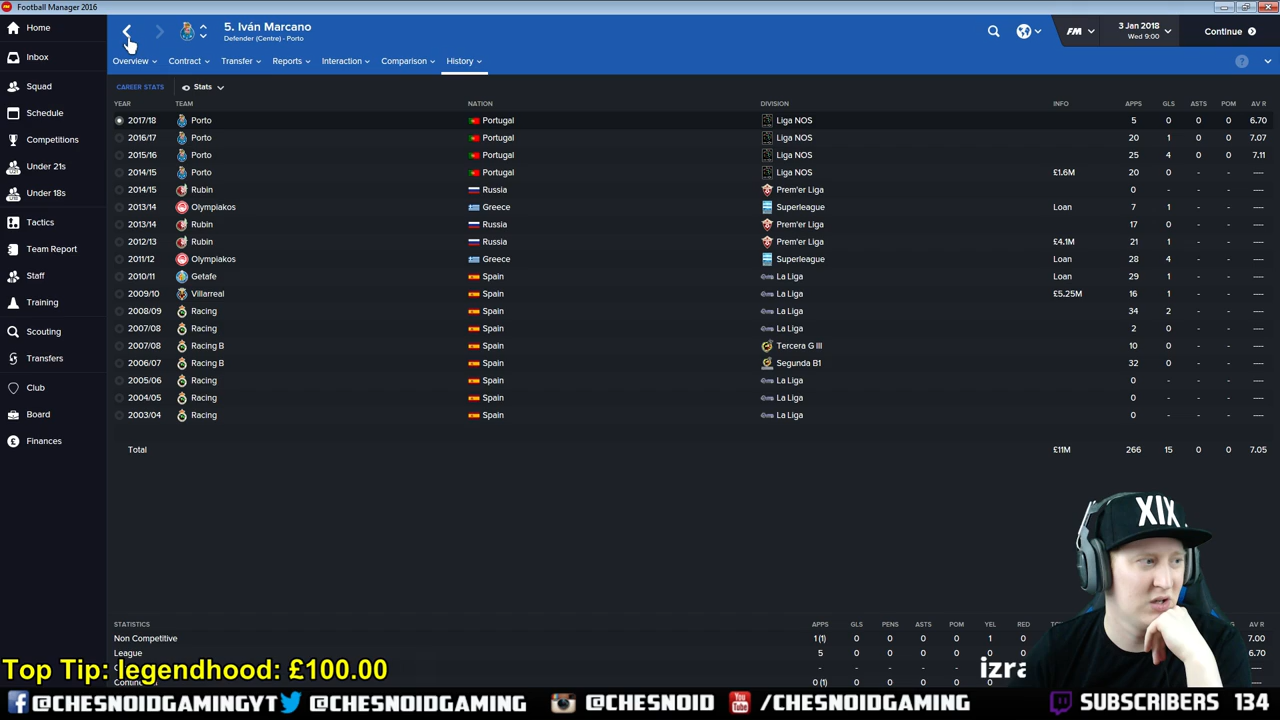 Football Manager 2016
Home
Inbox
Squad
Schedule
Competitions
Under 21s
Under 18s
Tactics
Team Report
Staff
Training
Scouting
Transfers
Club
Board
Finances
5. Iván Marcano
Defender (Centre) - Porto
FM
3 Jan 2018
Wed 9:00
Continue
Overview Contract Transfer Reports Interaction Comparison History
CAREER STATS Stats
YEAR TEAM NATION DIVISION INFO APPS GLS ASTS POM AV R
2017/18 Porto Portugal Liga NOS 5 0 0 0 6.70
2016/17 Porto Portugal Liga NOS 20 1 0 0 7.07
2015/16 Porto Portugal Liga NOS 25 4 0 0 7.11
2014/15 Porto Portugal Liga NOS £1.6M 20 0 - - ----
2014/15 Rubin Russia Prem'er Liga 0 - - - ----
2013/14 Olympiakos Greece Superleague Loan 7 1 - - ----
2013/14 Rubin Russia Prem'er Liga 17 0 - - ----
2012/13 Rubin Russia Prem'er Liga £4.1M 21 1 - - ----
2011/12 Olympiakos Greece Superleague Loan 28 4 - - ----
2010/11 Getafe Spain La Liga Loan 29 1 - - ----
2009/10 Villarreal Spain La Liga £5.25M 16 1 - - ----
2008/09 Racing Spain La Liga 34 2 - - ----
2007/08 Racing Spain La Liga 2 0 - - ----
2007/08 Racing B Spain Tercera G III 10 0 - - ----
2006/07 Racing B Spain Segunda B1 32 0 - - ----
2005/06 Racing Spain La Liga 0 - - - ----
2004/05 Racing Spain La Liga 0 - - - ----
2003/04 Racing Spain La Liga 0 - - - ----
Total £11M 266 15 0 0 7.05
STATISTICS APPS GLS PENS ASTS POM YEL RED
Non Competitive 1 (1) 0 0 0 0 1 0 7.00
League 5 0 0 0 0 0 6.70
XIX
Top Tip: legendhood: £100.00
izra
@CHESNOIDGAMINGYT @CHESNOIDGAMING @CHESNOID /CHESNOIDGAMING SUBSCRIBERS 134